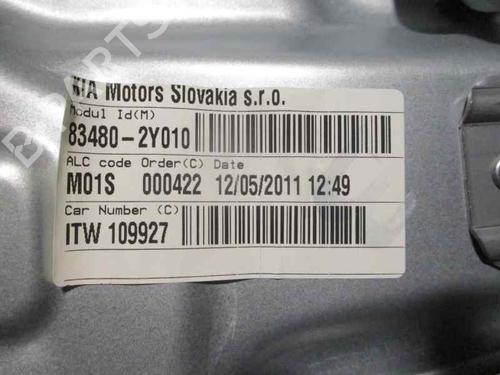 KIA Motors Slovakia s.r.o.
Modul Id(M)
83480-2Y010
ALC code Order(C) Date
M01S 000422 12/05/2011 12:49
Car Number (C)
ITW 109927